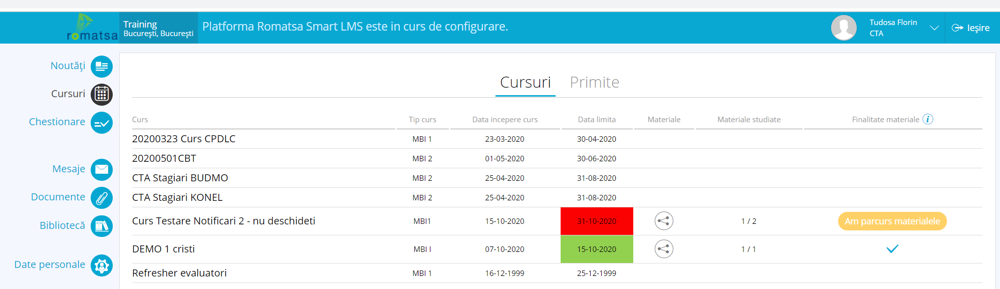 romatsa
Training
București, București
Platforma Romatsa Smart LMS este in curs de configurare.
Tudosa Florin
CTA
Ieșire
Noutăți
Cursuri
Chestionare
Mesaje
Documente
Bibliotecă
Date personale
Cursuri Primite
Curs Tip curs Data incepere curs Data limita Materiale Materiale studiate Finalitate materiale i
20200323 Curs CPDLC MBI 1 23-03-2020 30-04-2020
20200501CBT MBI 2 01-05-2020 30-06-2020
CTA Stagiari BUDMO MBI 2 25-04-2020 31-08-2020
CTA Stagiari KONEL MBI 2 25-04-2020 31-08-2020
Curs Testare Notificari 2 - nu deschideti MBI1 15-10-2020 31-10-2020 1 / 2 Am parcurs materialele
DEMO 1 cristi MBI I 07-10-2020 15-10-2020 1 / 1
Refresher evaluatori MBI 1 16-12-1999 25-12-1999